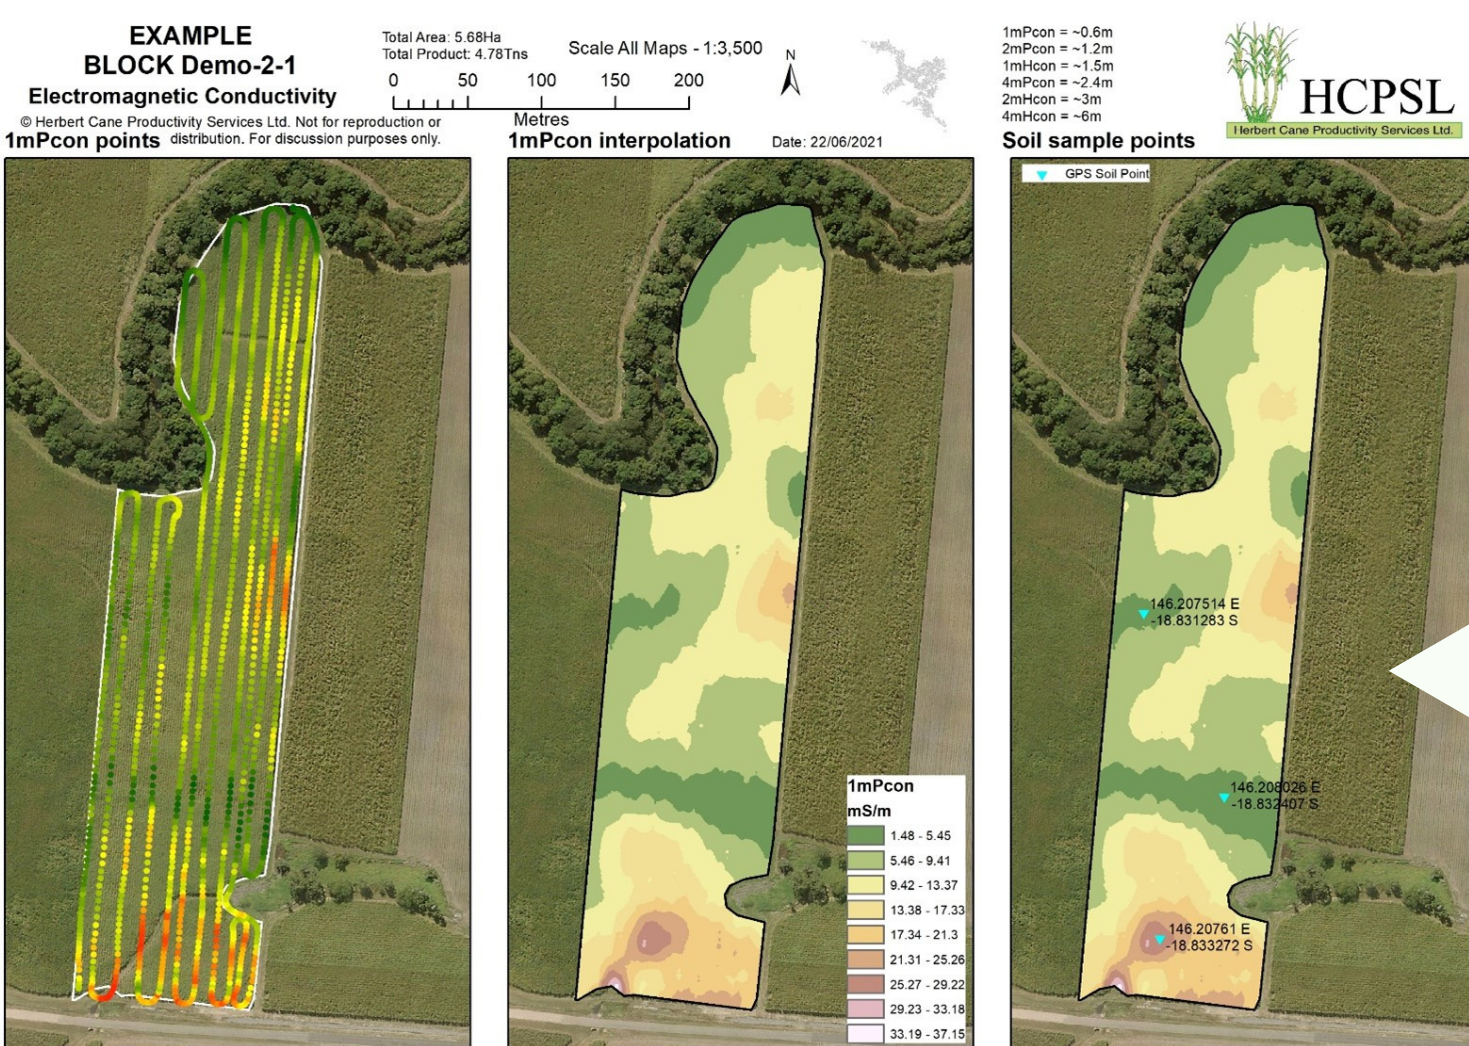 EXAMPLE
BLOCK Demo-2-1
Electromagnetic Conductivity
© Herbert Cane Productivity Services Ltd. Not for reproduction or
distribution. For discussion purposes only.
Total Area: 5.68Ha
Total Product: 4.78Tns
Scale All Maps - 1:3,500
0 50 100 150 200
Metres
N
Date: 22/06/2021
1mPcon = ~0.6m
2mPcon = ~1.2m
1mHcon = ~1.5m
4mPcon = ~2.4m
2mHcon = ~3m
4mHcon = ~6m
HCPSL
Herbert Cane Productivity Services Ltd.
1mPcon points
1mPcon interpolation
Soil sample points
1mPcon
mS/m
1.48 - 5.45
5.46 - 9.41
9.42 - 13.37
13.38 - 17.33
17.34 - 21.3
21.31 - 25.26
25.27 - 29.22
29.23 - 33.18
33.19 - 37.15
GPS Soil Point
146.207514 E
-18.831283 S
146.208026 E
-18.832407 S
146.20761 E
-18.833272 S